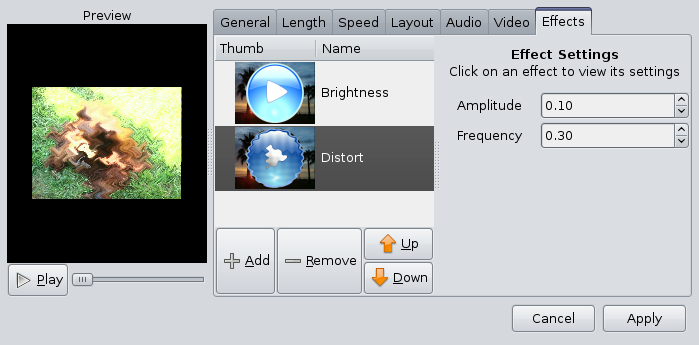 Preview
General Length Speed Layout Audio Video Effects
Thumb Name
Brightness
Distort
Add Remove Up
Down
Effect Settings
Click on an effect to view its settings
Amplitude 0.10
Frequency 0.30
Play
Cancel Apply